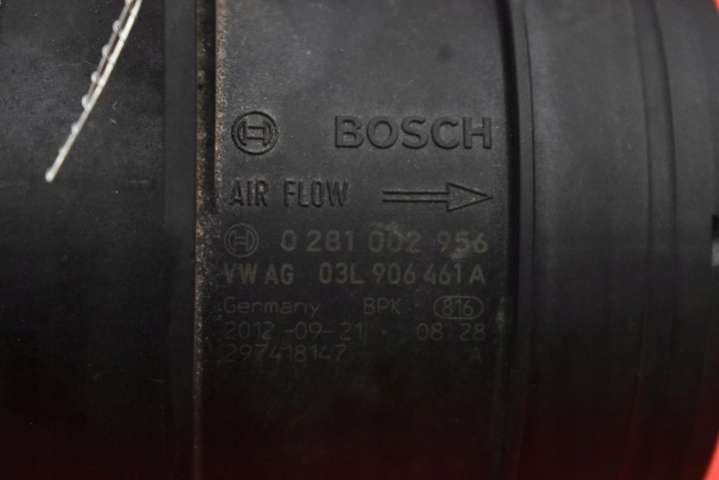 BOSCH
AIR FLOW
0 281 002 956
VW AG 03L 906 461 A
Germany BPK 816
2012-09-21 08:28
297418147 A